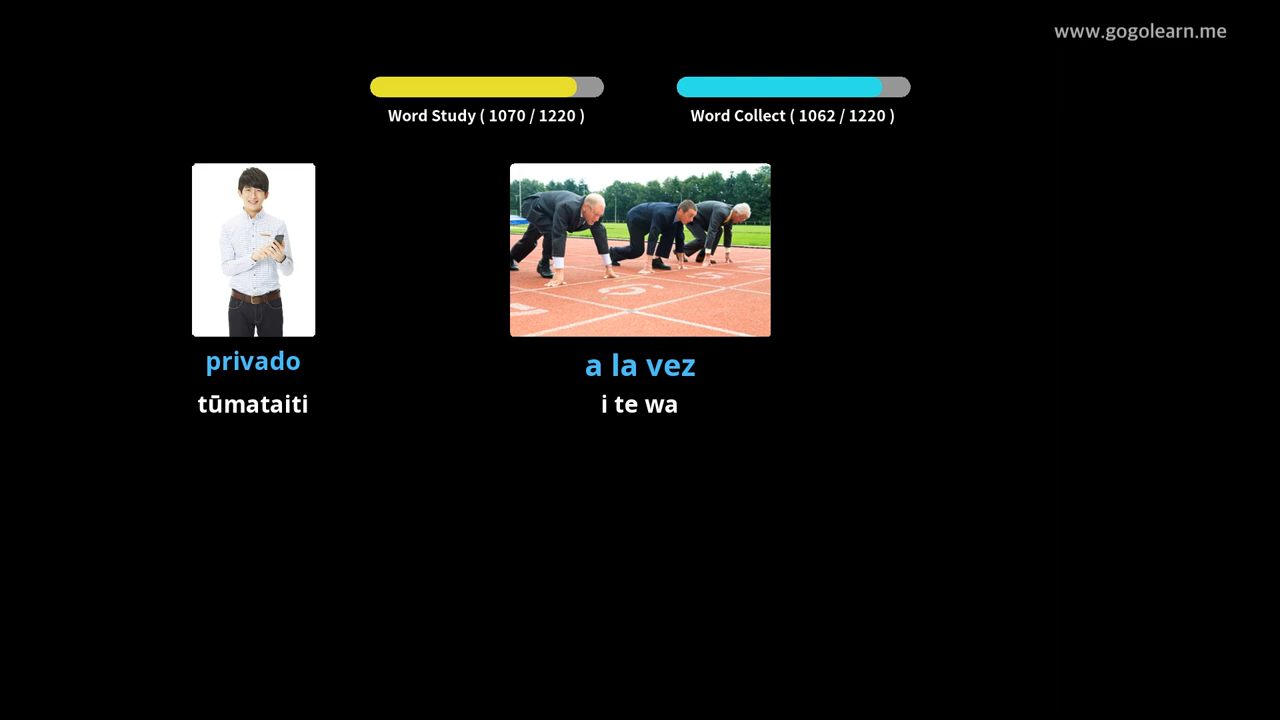 www.gogolearn.me
Word Study ( 1070 / 1220 )
Word Collect ( 1062 / 1220 )
privado
tūmataiti
a la vez
i te wa